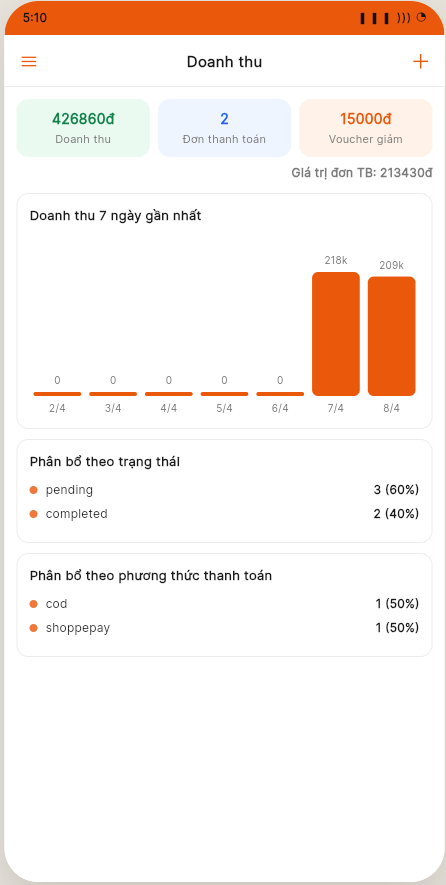 5:10
Doanh thu
426860đ
Doanh thu
2
Đơn thanh toán
15000đ
Voucher giảm
Giá trị đơn TB: 213430đ
Doanh thu 7 ngày gần nhất
0
0
0
0
0
218k
209k
2/4
3/4
4/4
5/4
6/4
7/4
8/4
Phân bổ theo trạng thái
pending 3 (60%)
completed 2 (40%)
Phân bổ theo phương thức thanh toán
cod 1 (50%)
shoppepay 1 (50%)